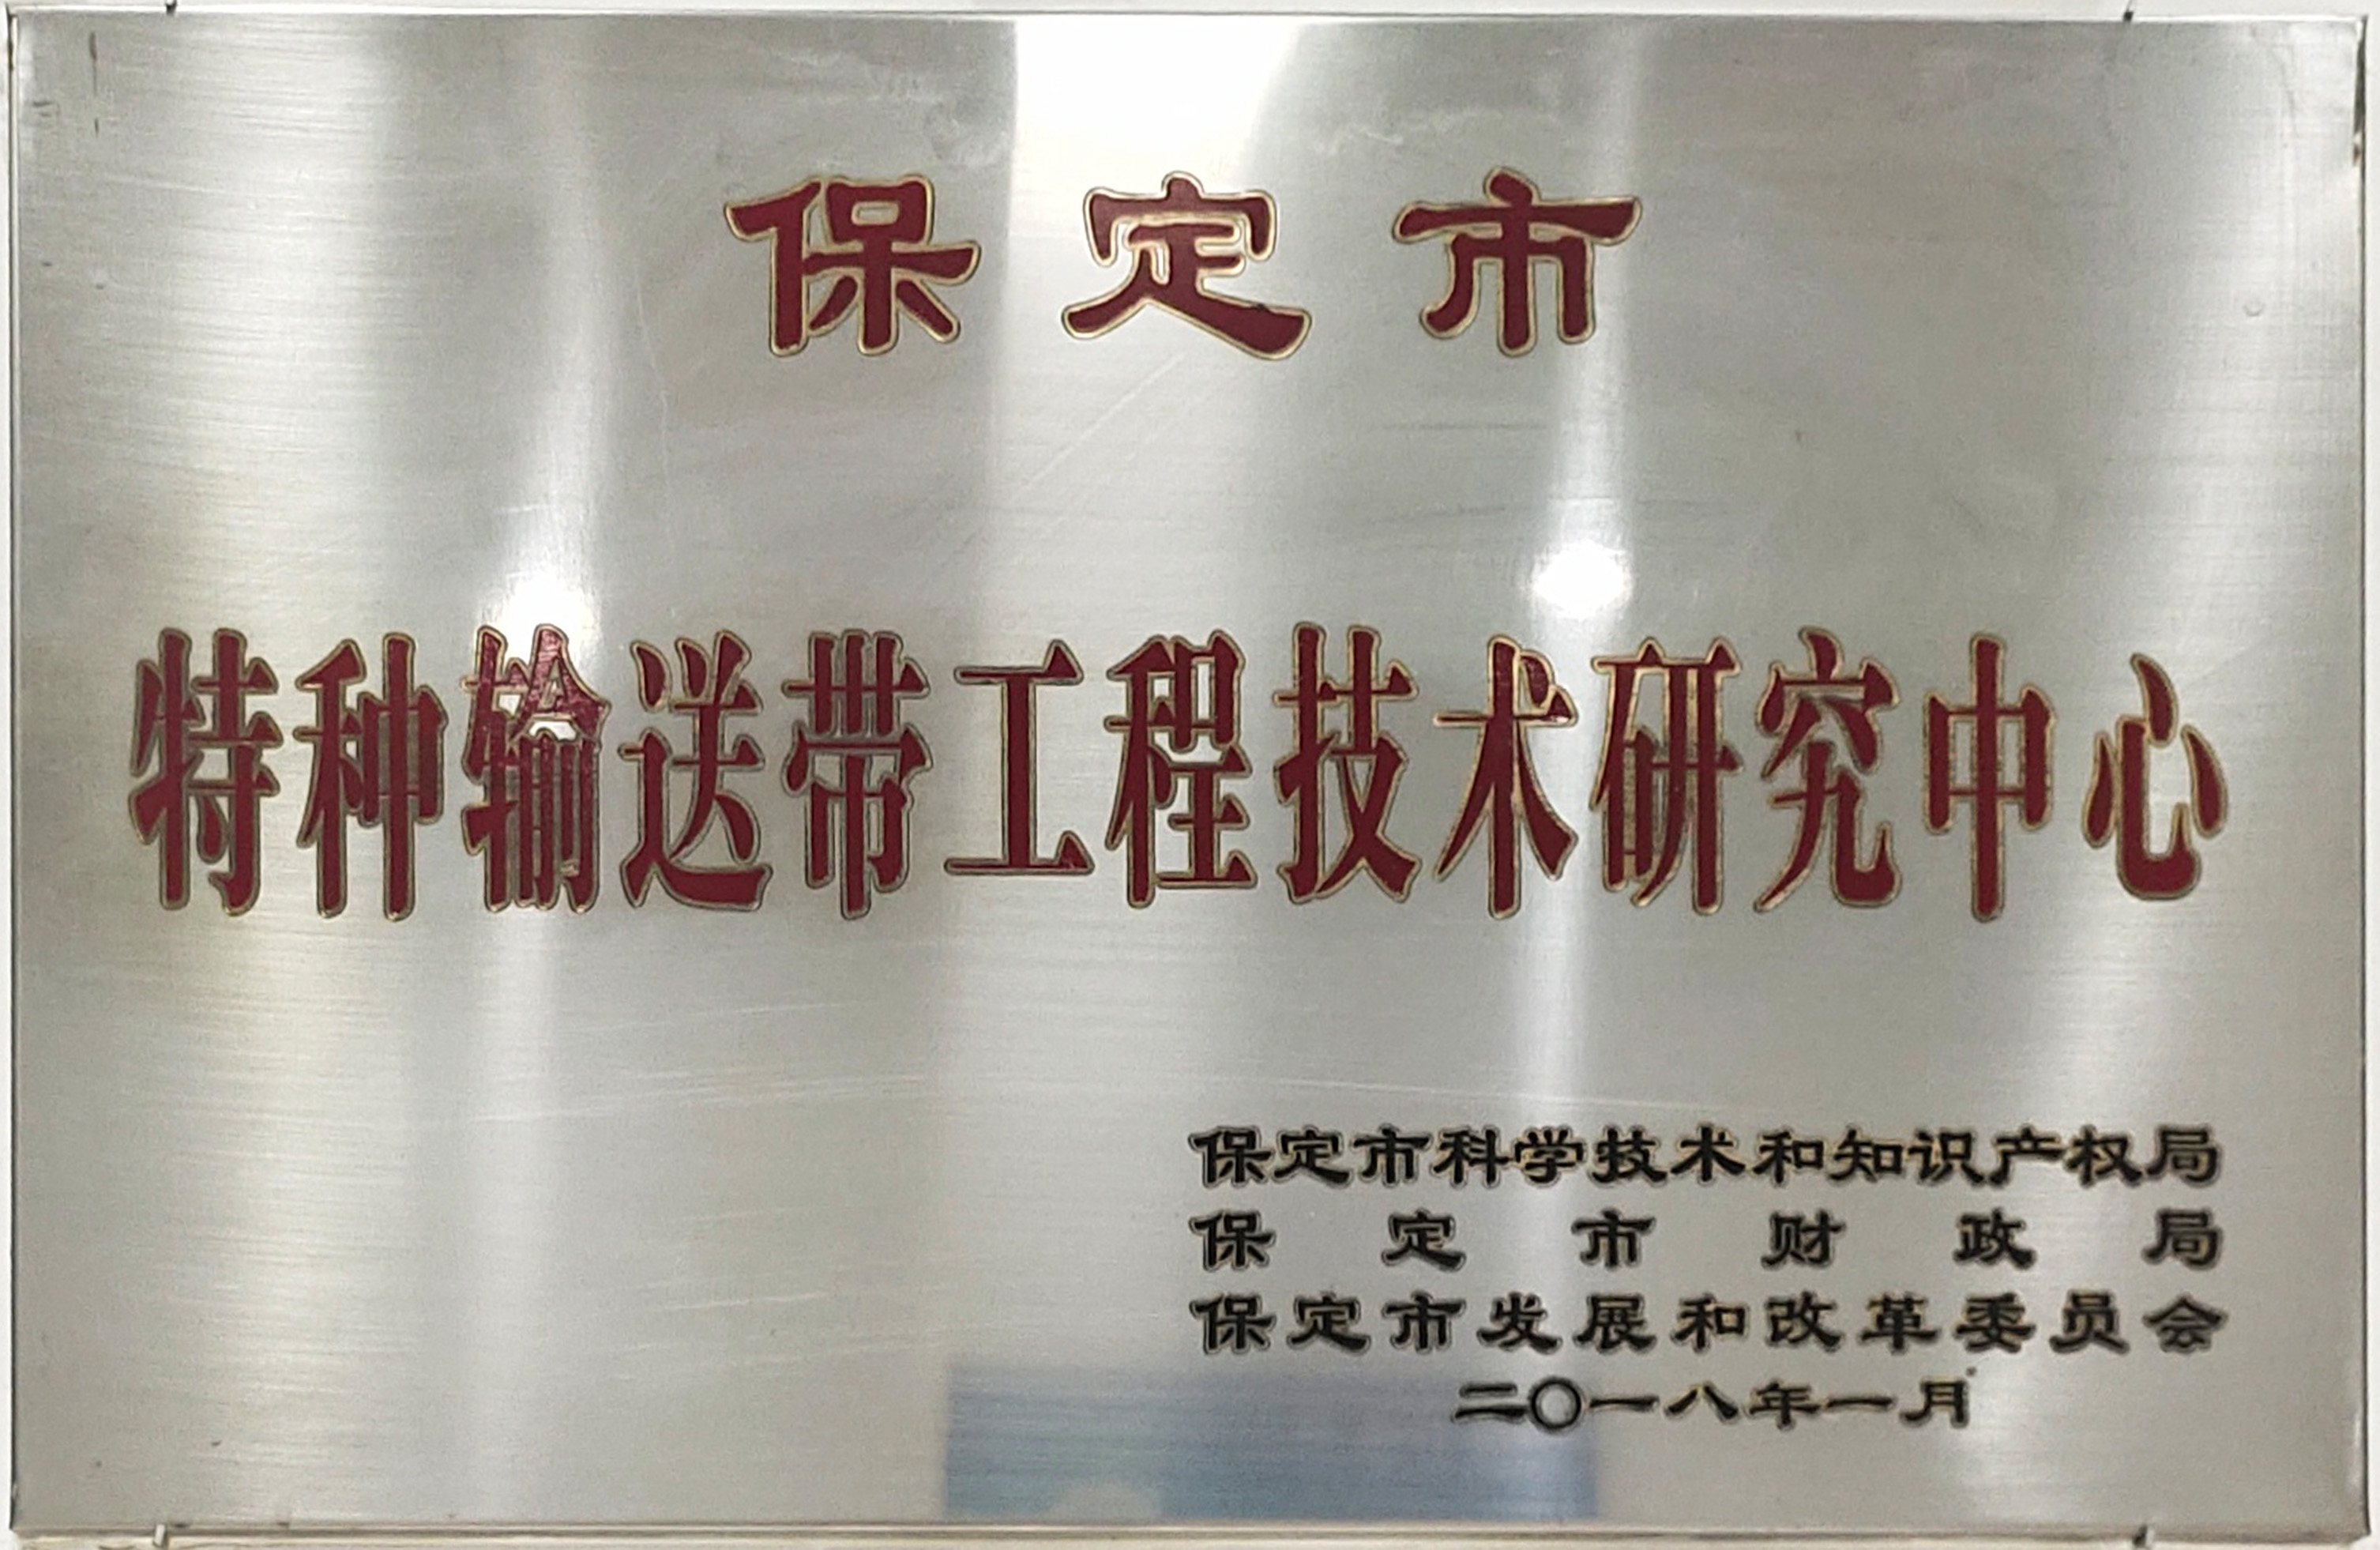 保定市
特种输送带工程技术研究中心
保定市科学技术和知识产权局
保定市财政局
保定市发展和改革委员会
二〇一八年一月